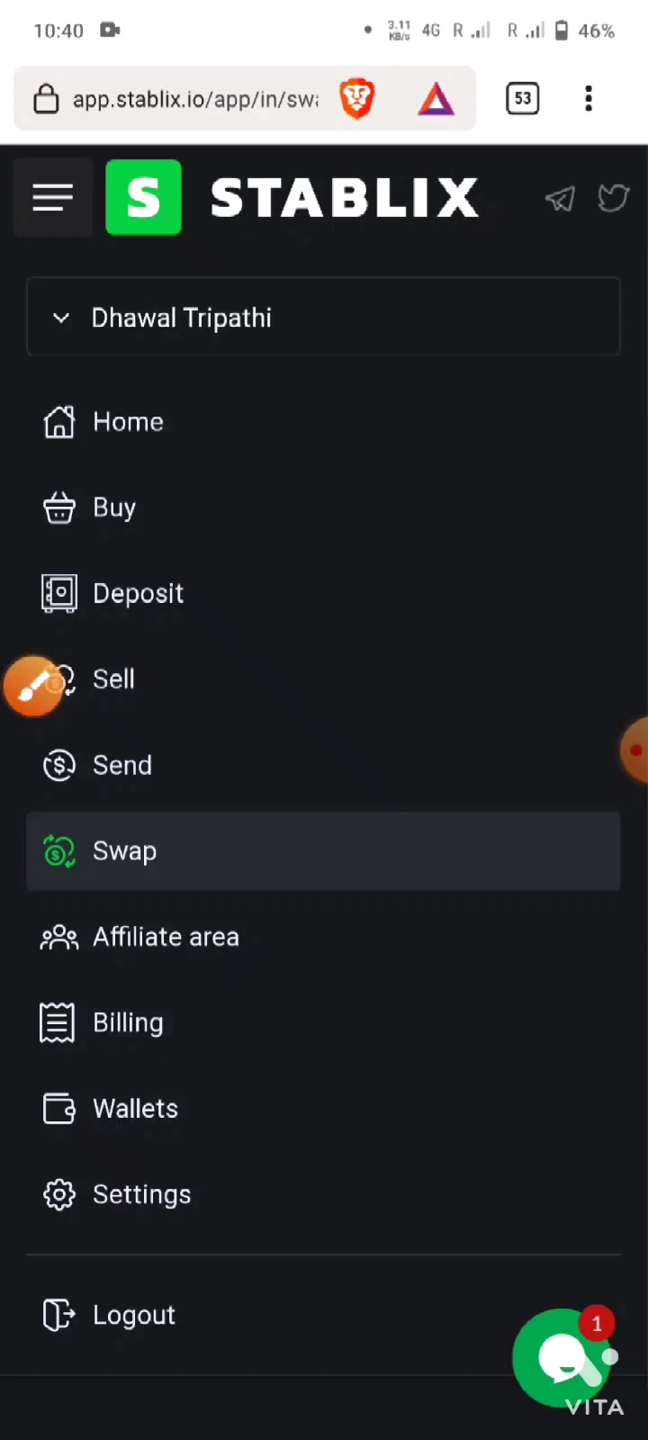 10:40 3.11 KB/s 4G R R 46%
app.stablix.io/app/in/sw 53
S STABLIX
Dhawal Tripathi
Home
Buy
Deposit
Sell
Send
Swap
Affiliate area
Billing
Wallets
Settings
Logout
1
VITA